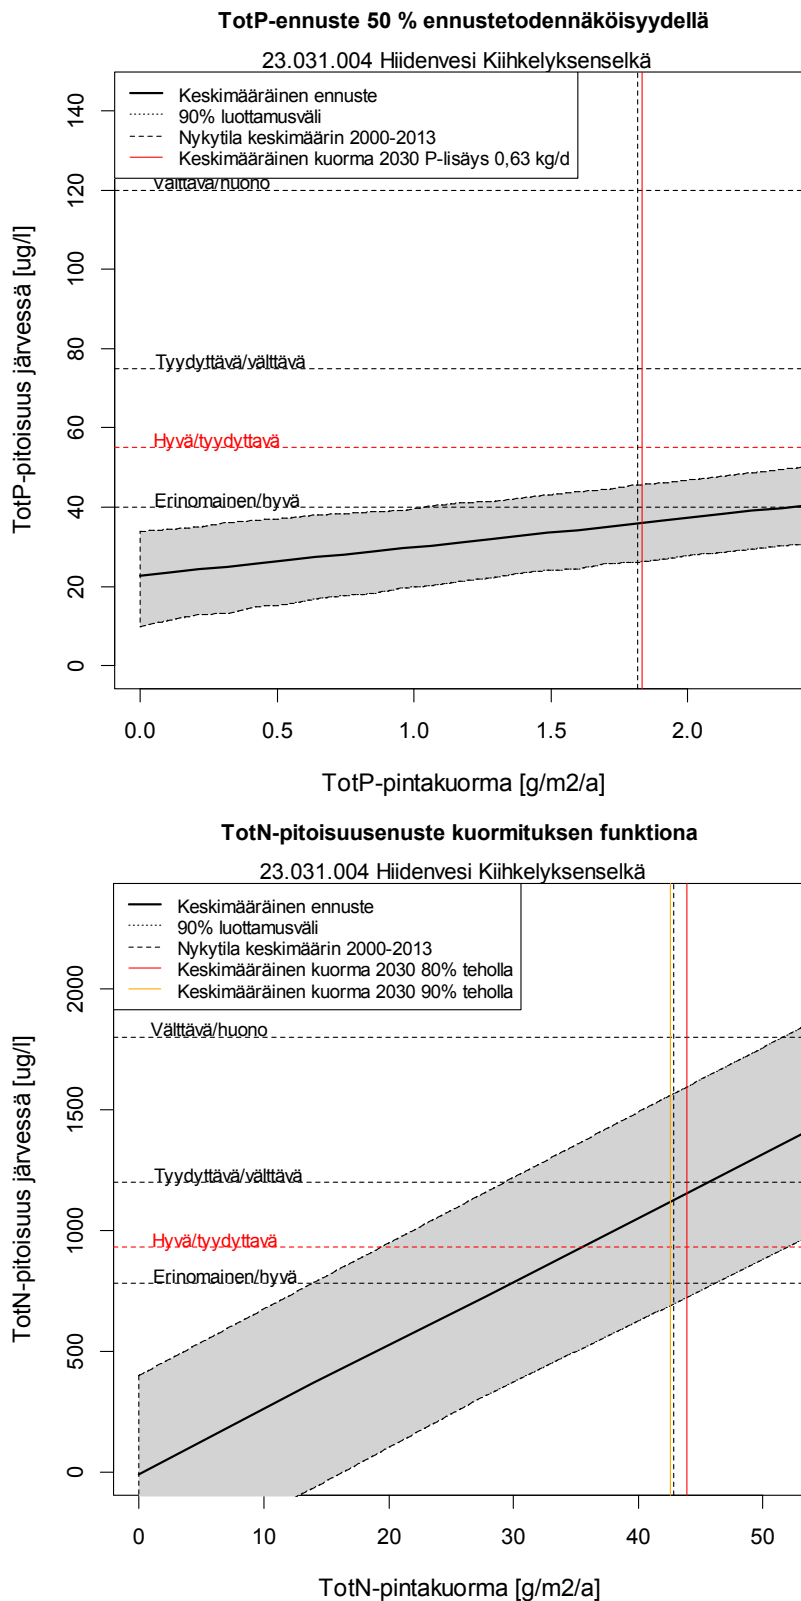 TotP-ennuste 50 % ennustetodennäköisyydellä
23.031.004 Hiidenvesi Kiihkelyksenselkä
Keskimääräinen ennuste
90% luottamusväli
Nykytila keskimäärin 2000-2013
Keskimääräinen kuorma 2030 P-lisäys 0,63 kg/d
Välttävä/huono
Tyydyttävä/välttävä
Hyvä/tyydyttavä
Erinomainen/hyvä
TotP-pitoisuus järvessä [ug/l]
140
120
100
80
60
40
20
0
0.0 0.5 1.0 1.5 2.0
TotP-pintakuorma [g/m2/a]
TotN-pitoisuusenuste kuormituksen funktiona
23.031.004 Hiidenvesi Kiihkelyksenselkä
Keskimääräinen ennuste
90% luottamusväli
Nykytila keskimäärin 2000-2013
Keskimääräinen kuorma 2030 80% teholla
Keskimääräinen kuorma 2030 90% teholla
Välttävä/huono
Tyydyttävä/välttävä
Hyvä/tyydyttavä
Erinomainen/hyvä
TotN-pitoisuus järvessä [ug/l]
2000
1500
1000
500
0
0 10 20 30 40 50
TotN-pintakuorma [g/m2/a]